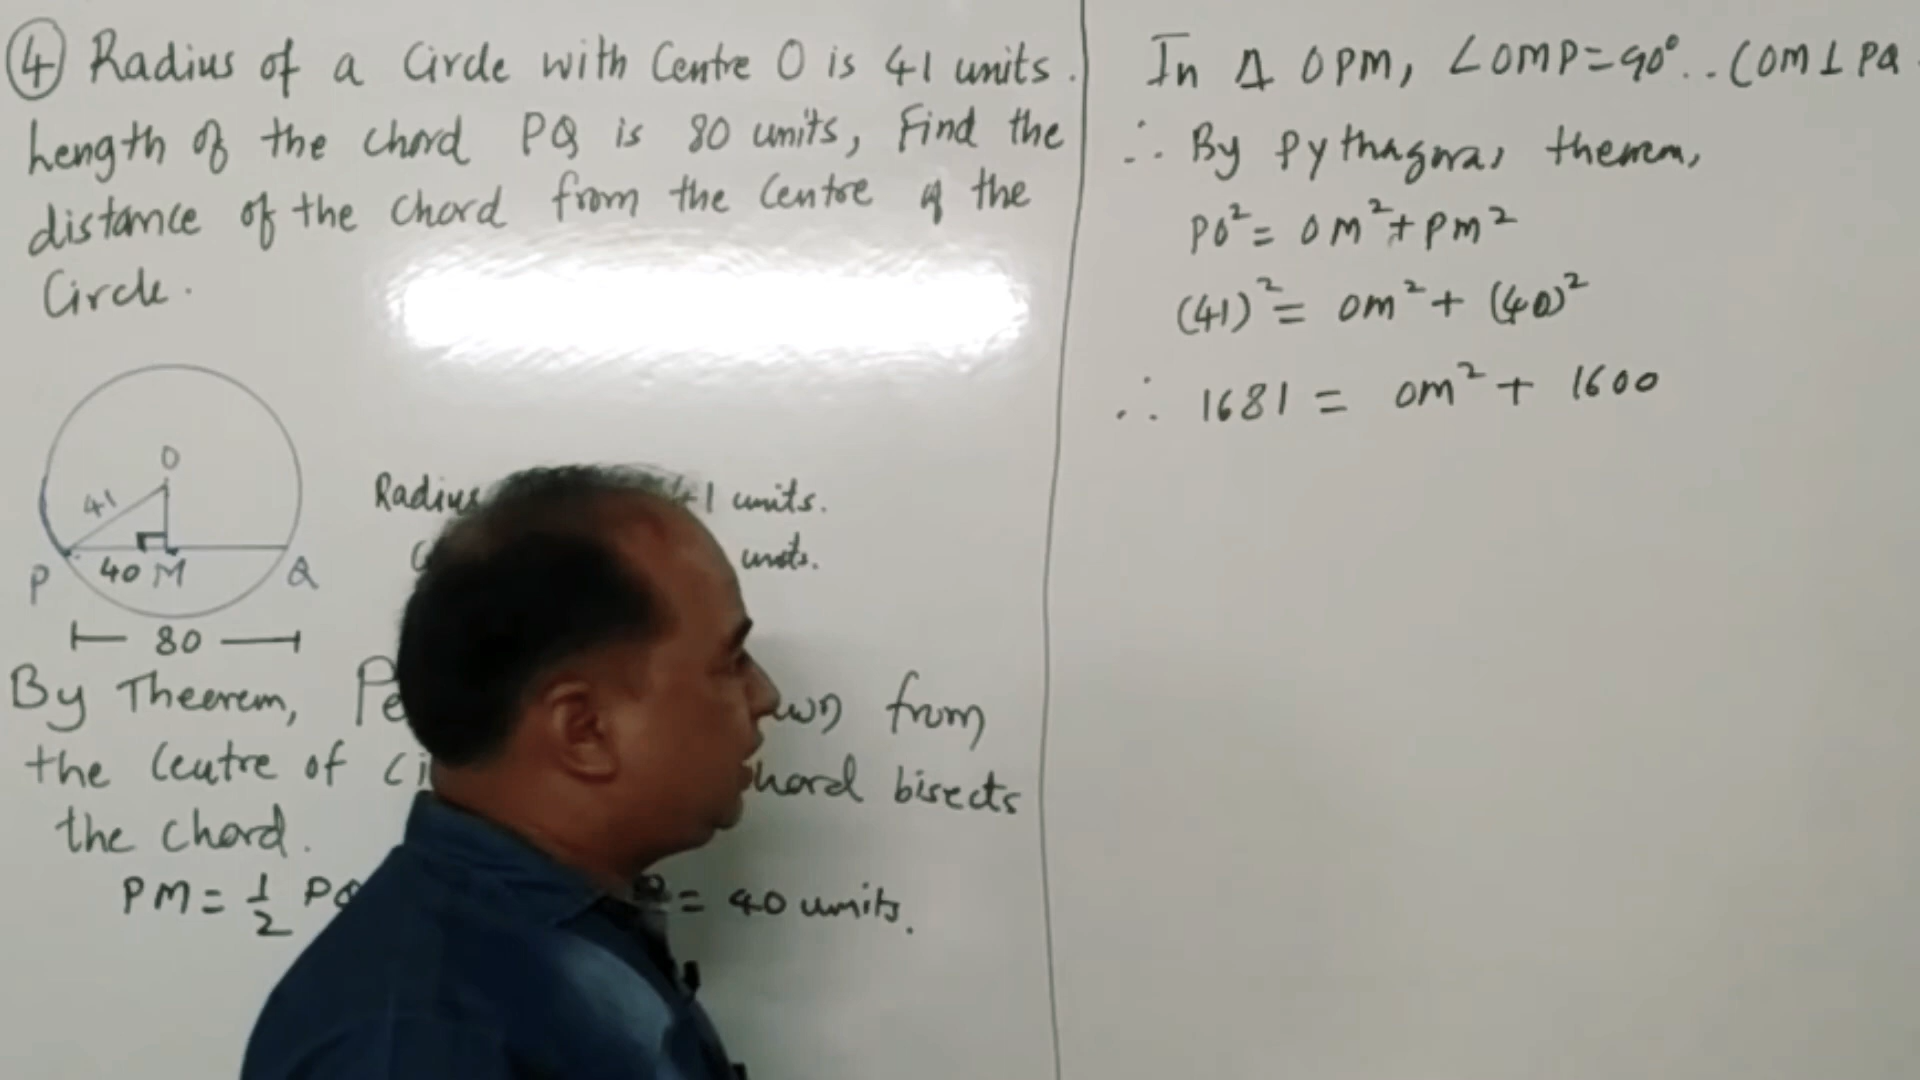 ④ Radius of a Circle with Centre O is 41 units.
Length of the chord PQ is 80 units, Find the
distance of the chord from the Centre of the
Circle.
O
41
40 M
P
Q
80
Radius 41 units.
units.
By Theorem, from
the Centre of chord bisects
the chord.
PM = 1/2 PQ = 40 units.
In Δ OPM, ∠OMP = 90° .. (OM ⊥ PQ
∴ By Pythagoras theorem,
PO² = OM² + PM²
(41)² = OM² + (40)²
∴ 1681 = OM² + 1600